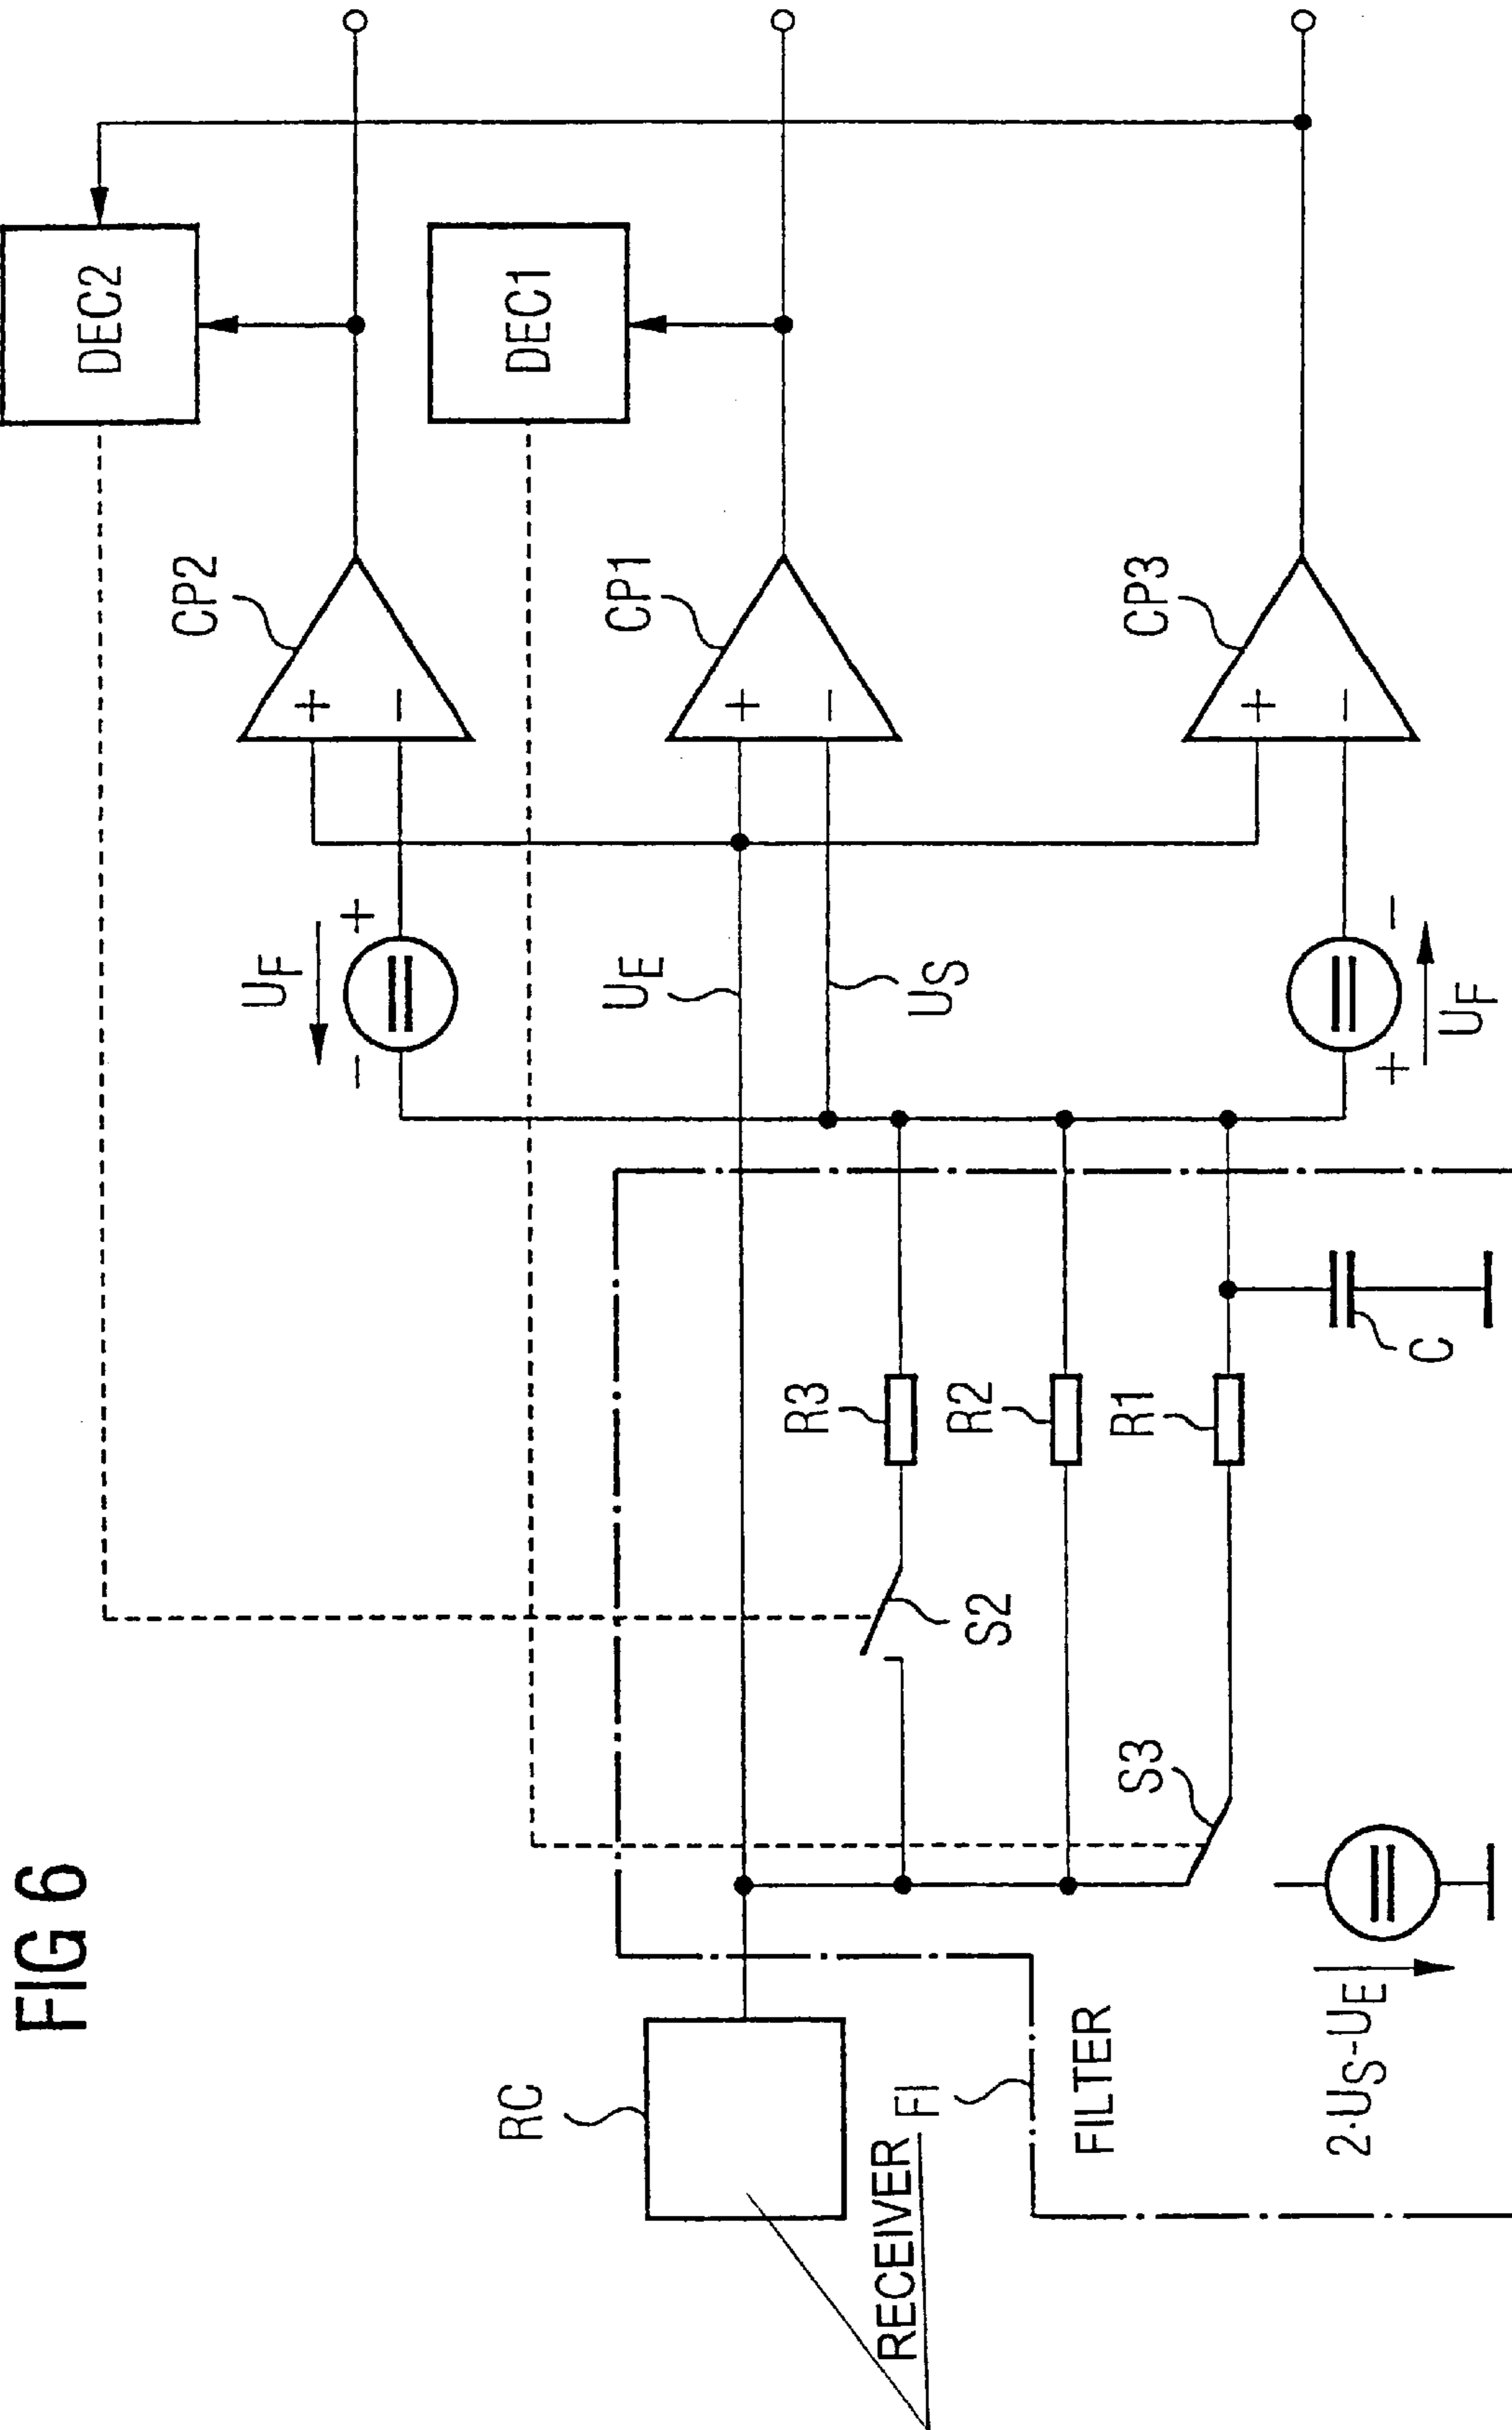 FIG 6
RC
RECEIVER
FI
FILTER
2·US-UE
S3
S2
R3
R2
R1
C
UF
+
-
UE
US
+
-
UF
CP2
+
-
CP1
+
-
CP3
+
-
DEC2
DEC1